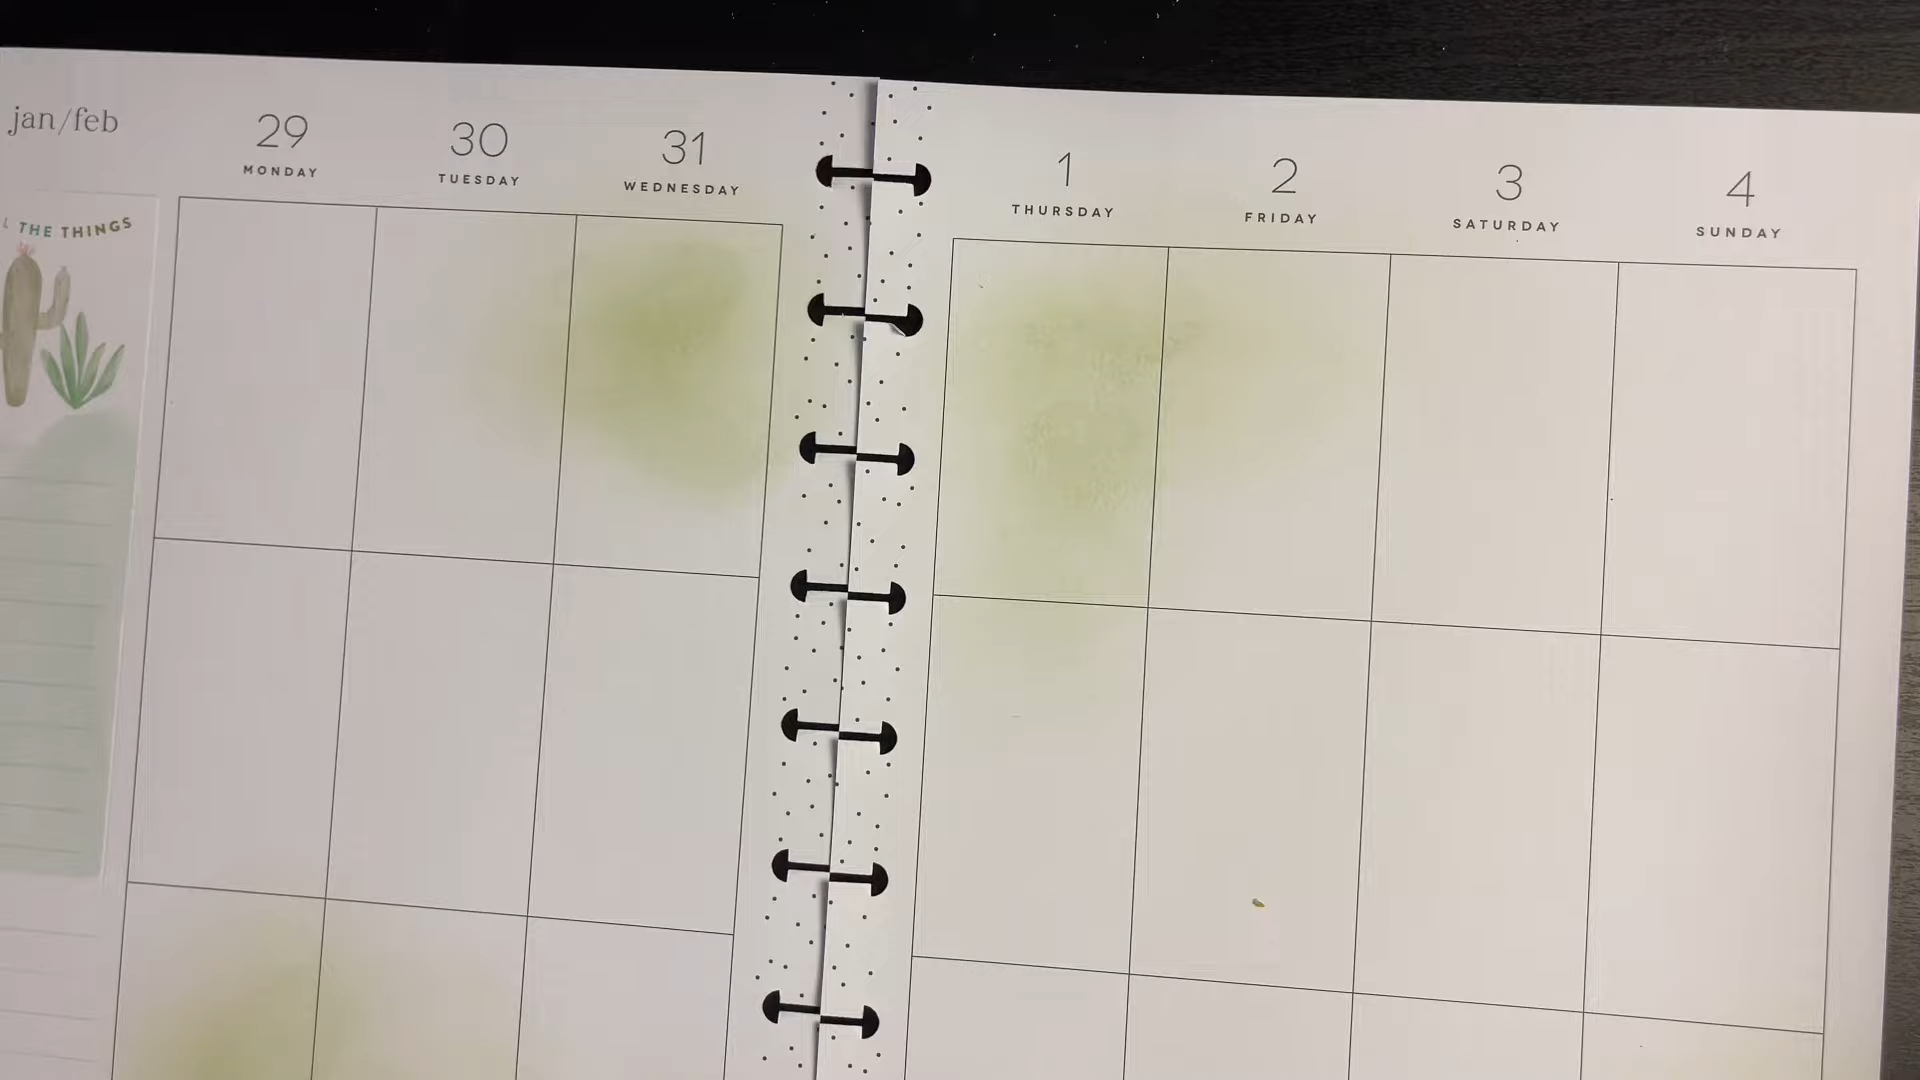 jan/feb
29 30 31 1 2 3 4
MONDAY TUESDAY WEDNESDAY THURSDAY FRIDAY SATURDAY SUNDAY
THE THINGS